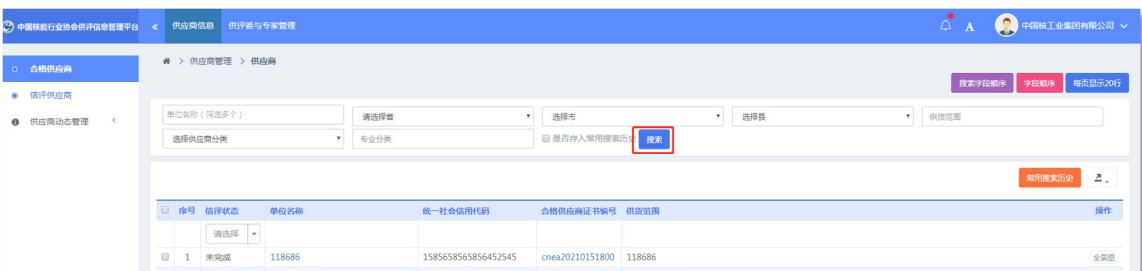 中国核能行业协会供评信息管理平台 « 供应商信息 供评委与专家管理 A 中国核工业集团有限公司
合格供应商
> 供应商管理 > 供应商
搜索字段顺序 字段顺序 每页显示20行
信评供应商
单位名称（筛选多个） 请选择省 选择市 选择县 供货范围
供应商动态管理 <
选择供应商分类 专业分类 是否存入常用搜索历史 搜索
常用搜索历史
序号 信评状态 单位名称 统一社会信用代码 合格供应商证书编号 供货范围 操作
请选择
1 未完成 118686 1585658565856452545 cnea20210151800 118686 全景图